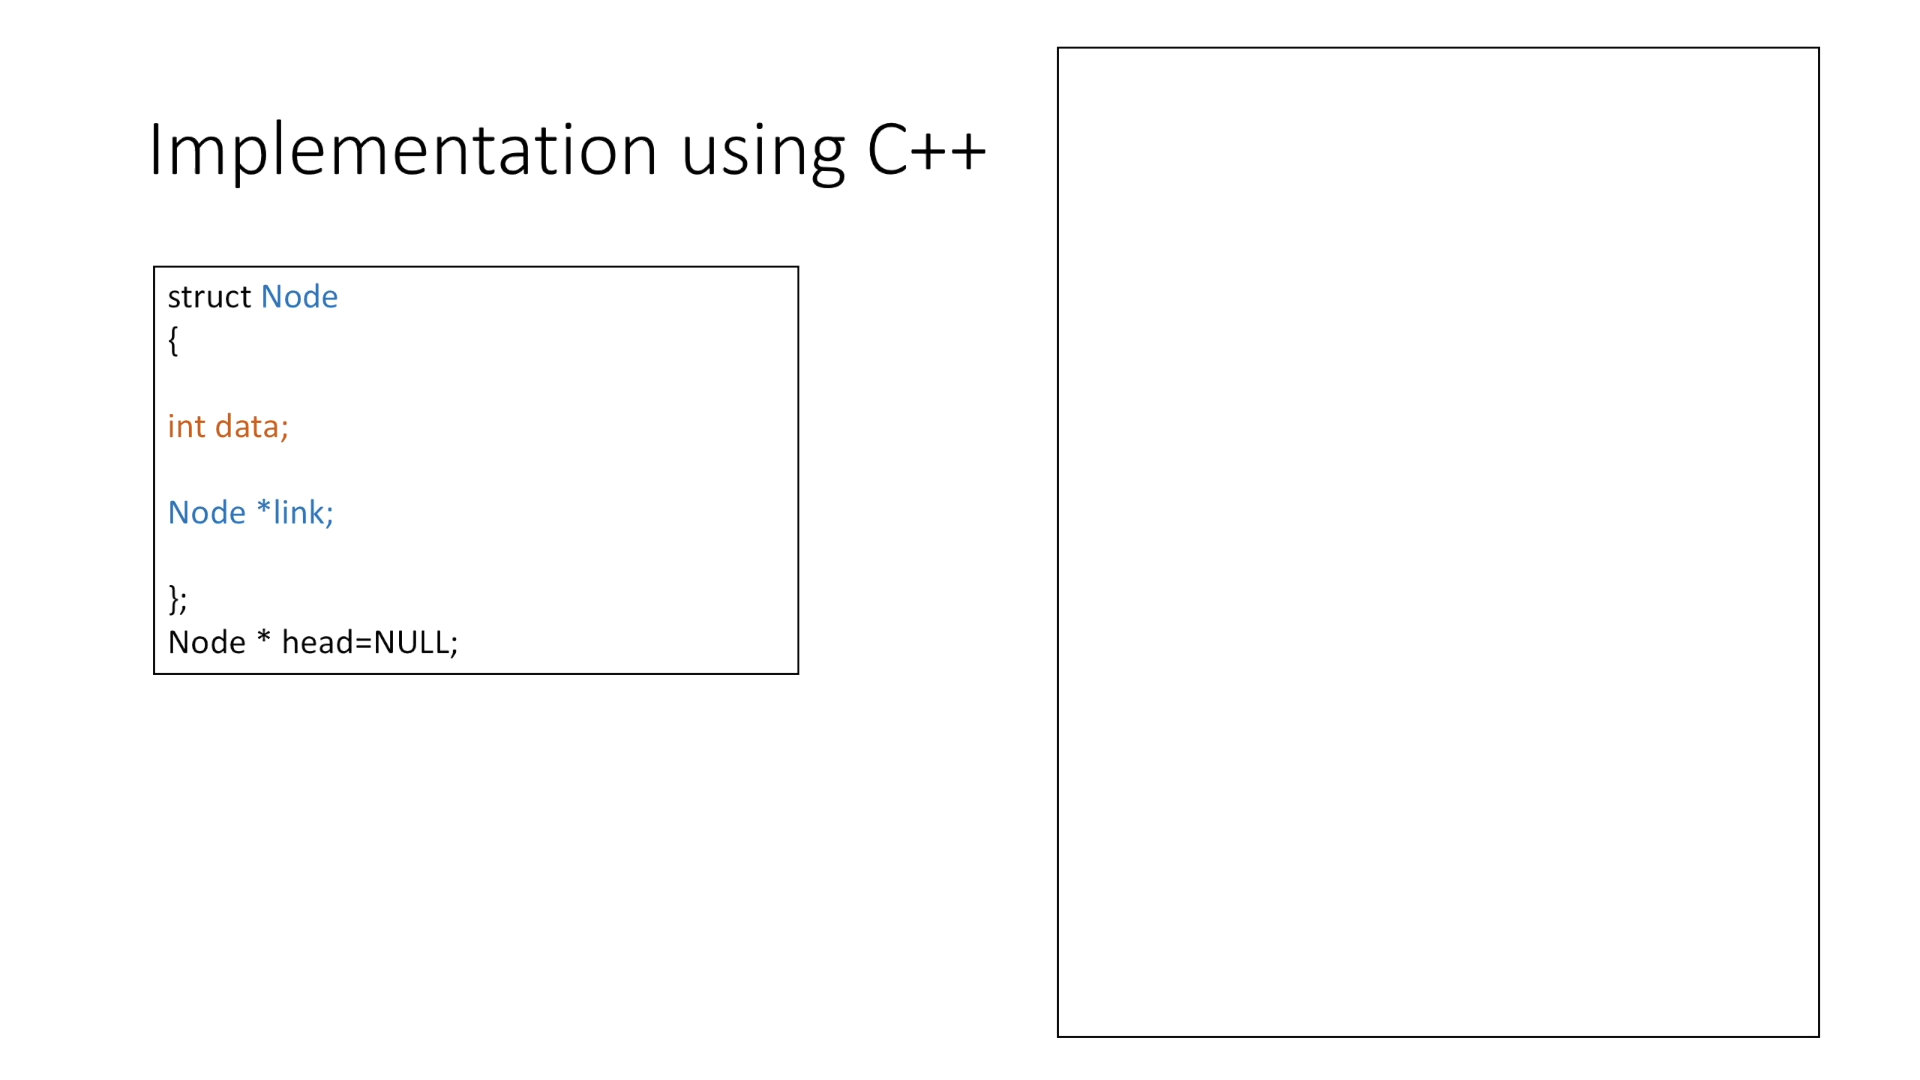 Implementation using C++
struct Node
{
int data;
Node *link;
};
Node * head=NULL;